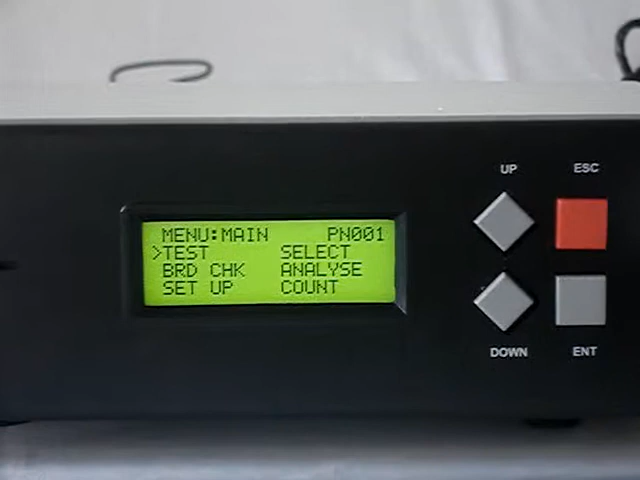 UP ESC
MENU:MAIN PN001
>TEST SELECT
BRD CHK ANALYSE
SET UP COUNT
DOWN ENT